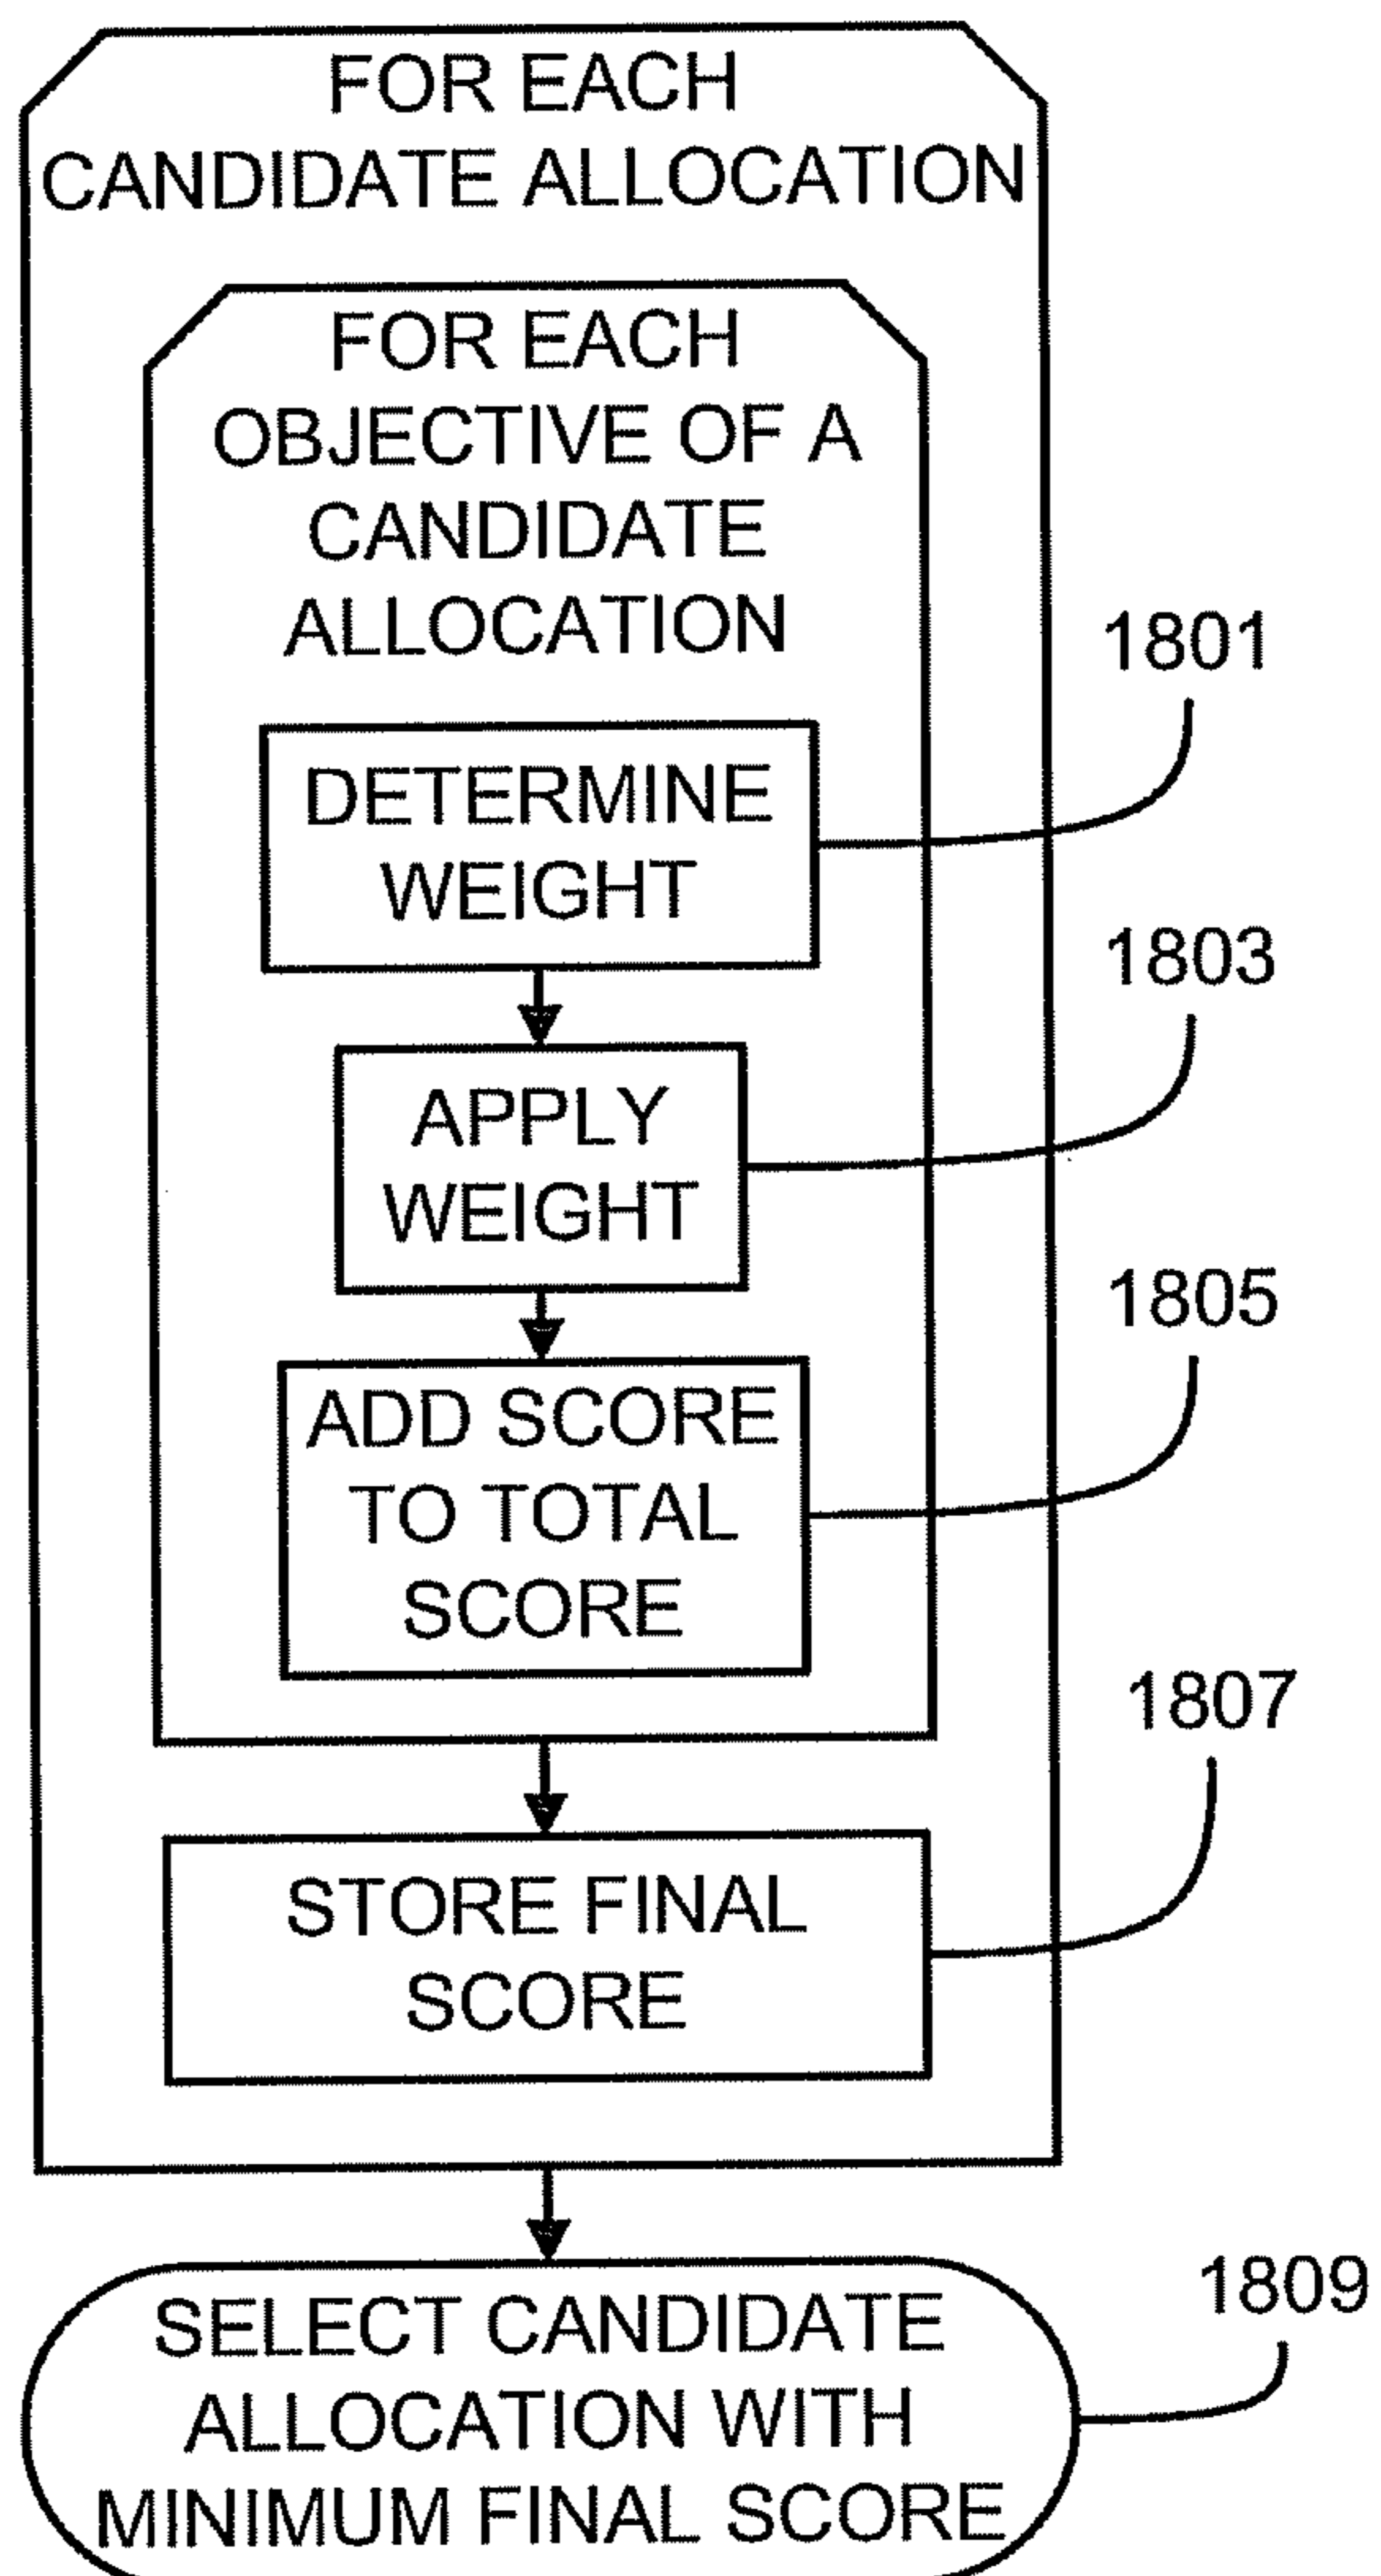 FOR EACH
CANDIDATE ALLOCATION
FOR EACH
OBJECTIVE OF A
CANDIDATE
ALLOCATION
1801
DETERMINE
WEIGHT
1803
APPLY
WEIGHT
1805
ADD SCORE
TO TOTAL
SCORE
1807
STORE FINAL
SCORE
1809
SELECT CANDIDATE
ALLOCATION WITH
MINIMUM FINAL SCORE